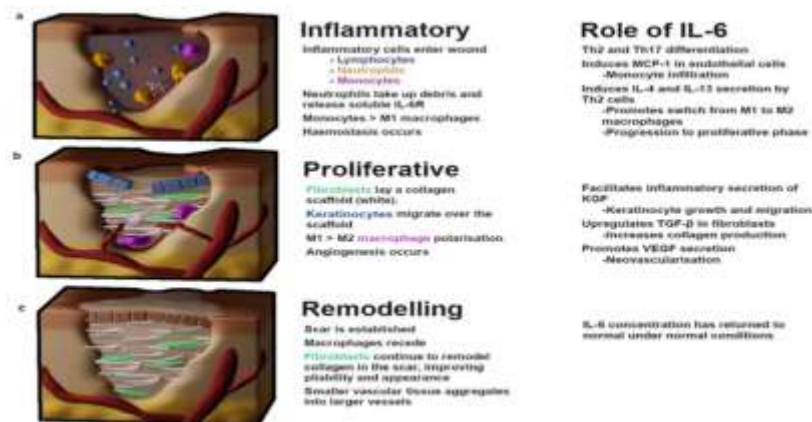 a
Inflammatory
Inflammatory cells enter wound
Lymphocytes
Neutrophils
Monocytes
Neutrophils take up debris and
release soluble IL-6R
Monocytes > M1 macrophages
Haemostasis occurs
Role of IL-6
Th2 and Th17 differentiation
Induces MCP-1 in endothelial cells
-Monocyte infiltration
Induces IL-4 and IL-13 secretion by
Th2 cells
-Promotes switch from M1 to M2
macrophages
-Progression to proliferative phase
b
Proliferative
Fibroblasts lay a collagen
scaffold (white).
Keratinocytes migrate over the
scaffold
M1 > M2 macrophage polarisation
Angiogenesis occurs
Facilitates inflammatory secretion of
KGF
-Keratinocyte growth and migration
Upregulates TGF-β in fibroblasts
-Increases collagen production
Promotes VEGF secretion
-Neovascularisation
c
Remodelling
Scar is established
Macrophages recede
Fibroblasts continue to remodel
collagen in the scar, improving
pliability and appearance
Smaller vascular tissue aggregates
into larger vessels
IL-6 concentration has returned to
normal under normal conditions